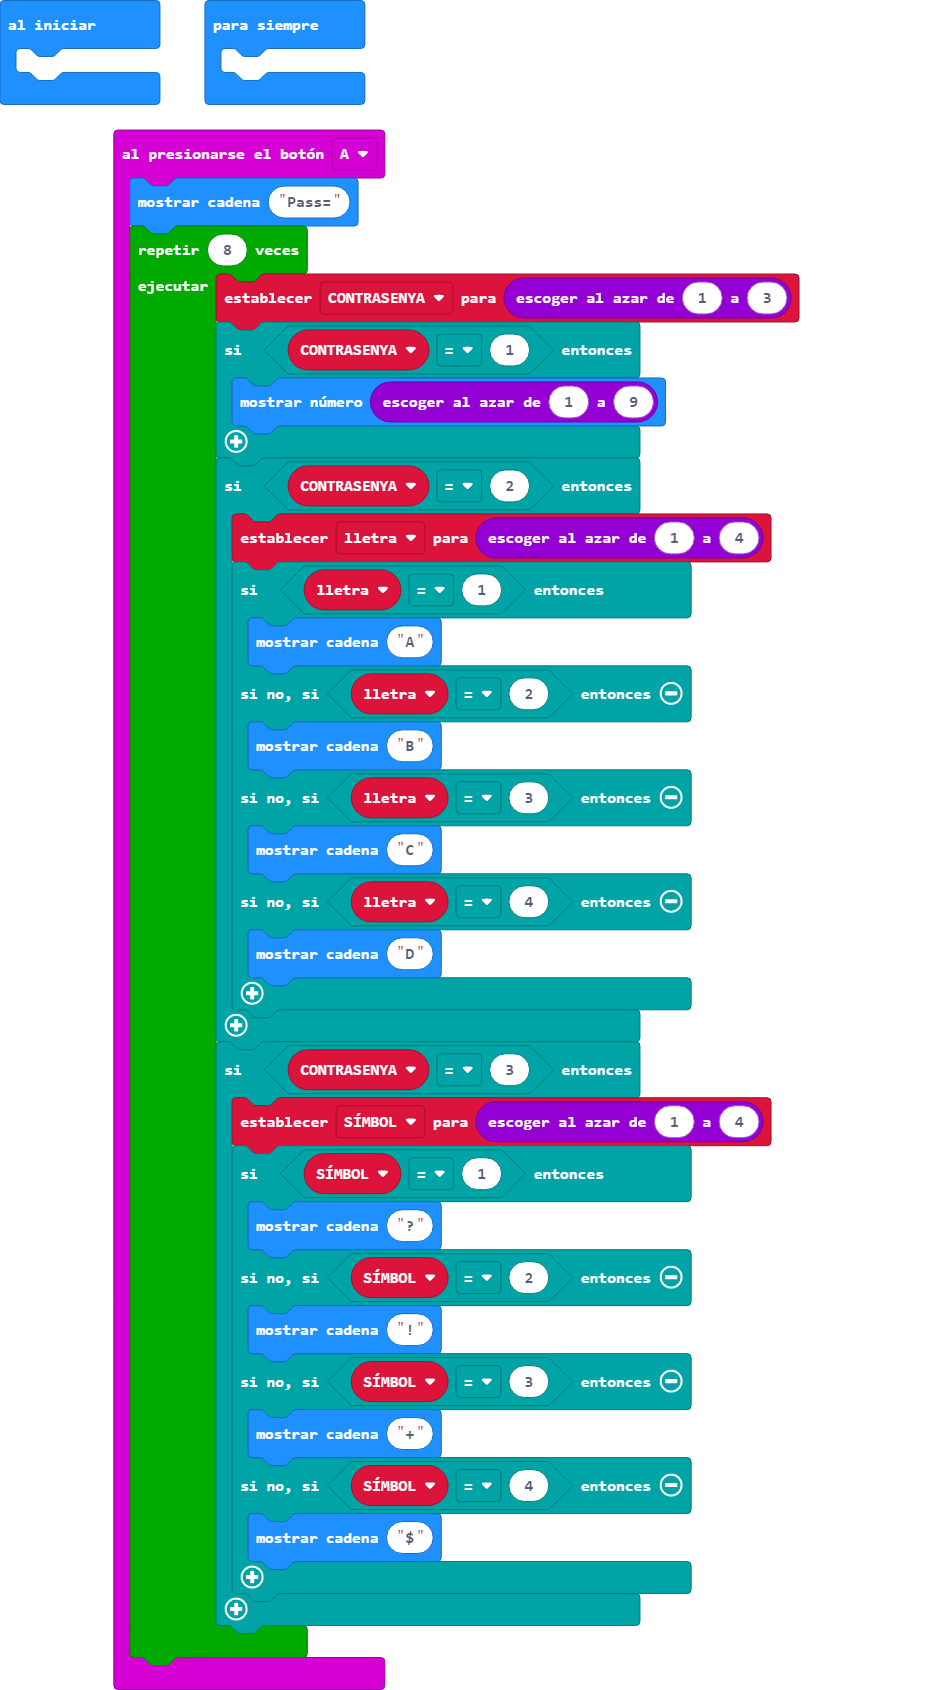 al iniciar
para siempre
al presionarse el botón A
mostrar cadena "Pass="
repetir 8 veces
ejecutar
establecer CONTRASENYA para escoger al azar de 1 a 3
si CONTRASENYA = 1 entonces
mostrar número escoger al azar de 1 a 9
si CONTRASENYA = 2 entonces
establecer lletra para escoger al azar de 1 a 4
si lletra = 1 entonces
mostrar cadena "A"
si no, si lletra = 2 entonces
mostrar cadena "B"
si no, si lletra = 3 entonces
mostrar cadena "C"
si no, si lletra = 4 entonces
mostrar cadena "D"
si CONTRASENYA = 3 entonces
establecer SÍMBOL para escoger al azar de 1 a 4
si SÍMBOL = 1 entonces
mostrar cadena "?"
si no, si SÍMBOL = 2 entonces
mostrar cadena "!"
si no, si SÍMBOL = 3 entonces
mostrar cadena "+"
si no, si SÍMBOL = 4 entonces
mostrar cadena "$"